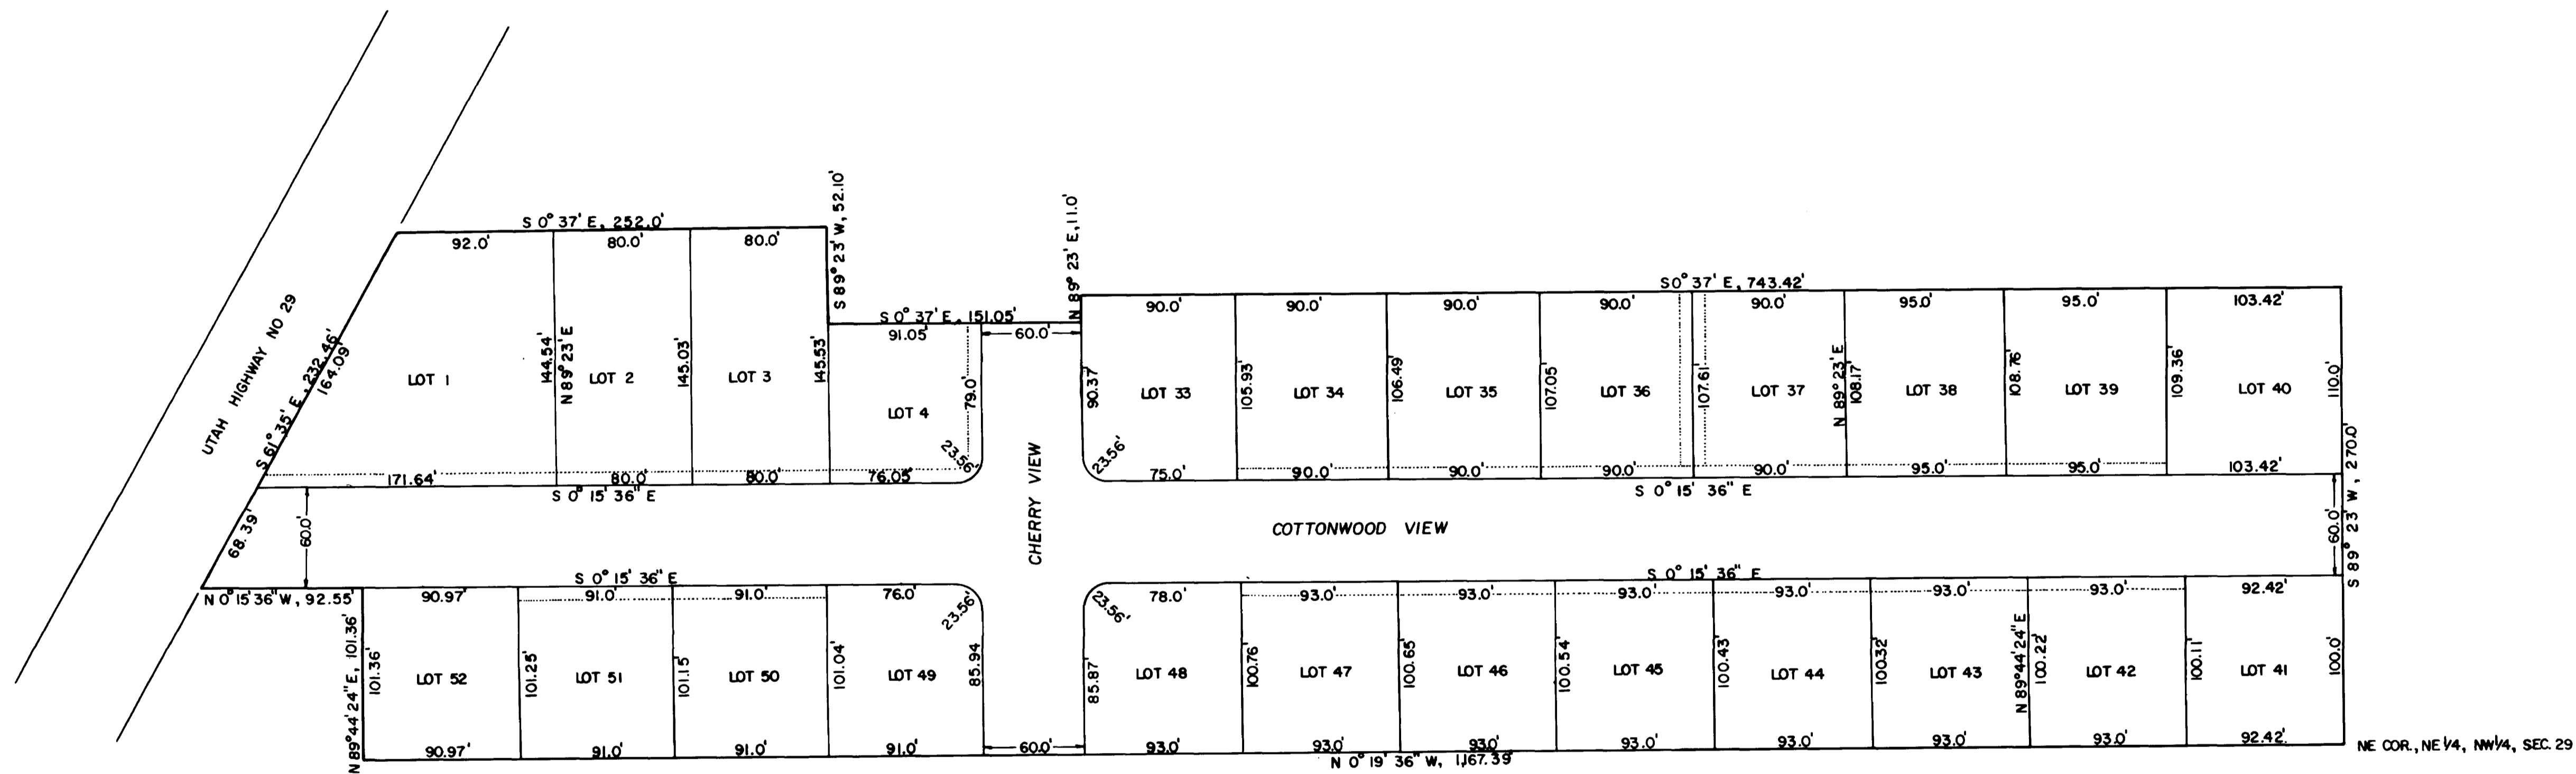 UTAH HIGHWAY NO 29
S 61° 35' E, 232.46'
164.09'
68.39'
S 0° 37' E, 252.0'
92.0' 80.0' 80.0'
S 89° 23' W, 52.10'
S 0° 37' E, 151.05'
91.05' 60.0'
N 89° 23' E, 11.0'
S 0° 37' E, 743.42'
90.0' 90.0' 90.0' 90.0' 90.0' 95.0' 95.0' 103.42'
LOT 1
144.54'
N 89° 23' E
LOT 2
145.03'
LOT 3
145.53'
LOT 4
79.0'
23.56'
90.37'
23.56'
LOT 33
105.93'
LOT 34
106.49'
LOT 35
107.05'
LOT 36
107.61'
LOT 37
N 89° 23' E
108.17'
LOT 38
108.76'
LOT 39
109.36'
LOT 40
110.0'
171.64' 80.0' 80.0' 76.05'
S 0° 15' 36" E
75.0' 90.0' 90.0' 90.0' 90.0' 95.0' 95.0' 103.42'
S 0° 15' 36" E
S 89° 23' W, 270.0'
60.0'
CHERRY VIEW
COTTONWOOD VIEW
60.0'
S 0° 15' 36" E
S 0° 15' 36" E
N 0° 15' 36" W, 92.55'
90.97' 91.0' 91.0' 76.0'
23.56'
23.56'
78.0' 93.0' 93.0' 93.0' 93.0' 93.0' 93.0' 92.42'
N 89° 44' 24" E, 101.36'
101.36'
LOT 52
101.25'
LOT 51
101.15
LOT 50
101.04'
LOT 49
85.94
85.87'
LOT 48
100.76'
LOT 47
100.65'
LOT 46
100.54'
LOT 45
100.43'
LOT 44
100.32
LOT 43
N 89° 44' 24" E
100.22'
LOT 42
100.11'
LOT 41
100.0'
90.97' 91.0' 91.0' 91.0' 60.0' 93.0' 93.0' 93.0' 93.0' 93.0' 93.0' 93.0' 92.42'
N 0° 19' 36" W, 1,167.39'
NE COR., NE 1/4, NW 1/4, SEC. 29